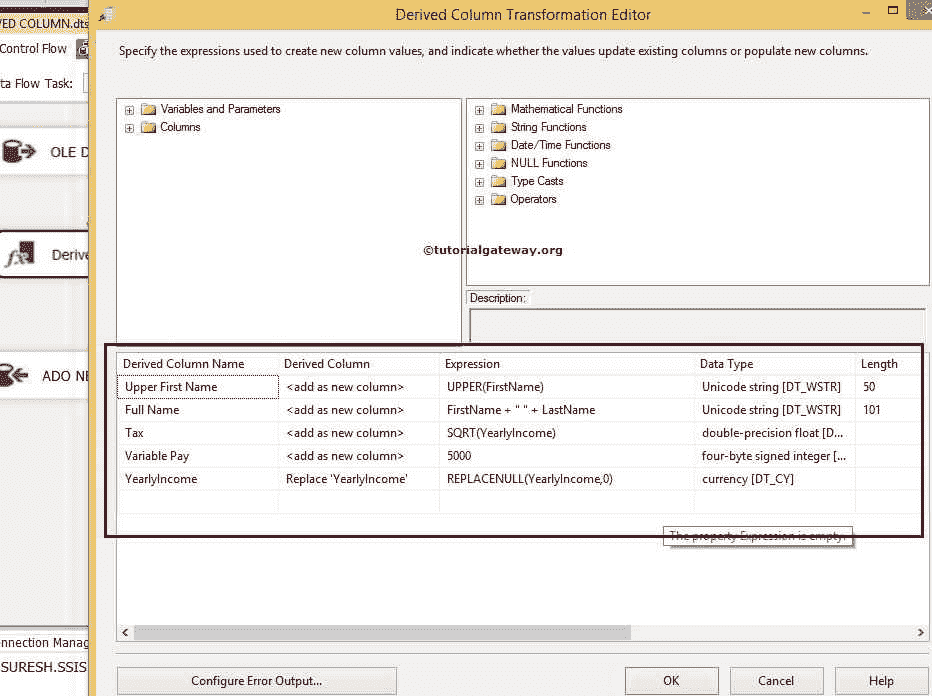 Derived Column Transformation Editor
VED COLUMN.dts
Control Flow
ta Flow Task:
OLE D
Derive
ADO NE
nnection Manag
SURESH.SSIS
Specify the expressions used to create new column values, and indicate whether the values update existing columns or populate new columns.
Variables and Parameters
Columns
Mathematical Functions
String Functions
Date/Time Functions
NULL Functions
Type Casts
Operators
©tutorialgateway.org
Description:
Derived Column Name Derived Column Expression Data Type Length
Upper First Name <add as new column> UPPER(FirstName) Unicode string [DT_WSTR] 50
Full Name <add as new column> FirstName + " " + LastName Unicode string [DT_WSTR] 101
Tax <add as new column> SQRT(YearlyIncome) double-precision float [D...
Variable Pay <add as new column> 5000 four-byte signed integer [...
YearlyIncome Replace 'YearlyIncome' REPLACENULL(YearlyIncome,0) currency [DT_CY]
The property Expression is empty.
Configure Error Output... OK Cancel Help